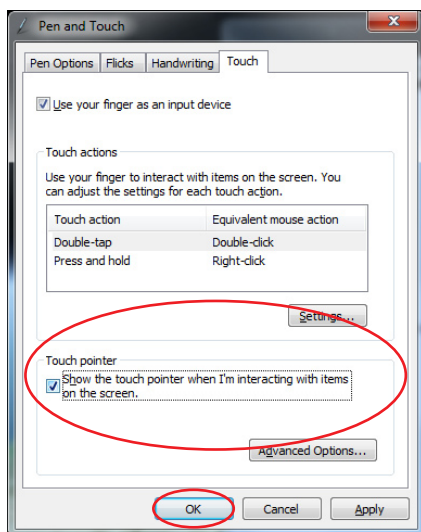 Pen and Touch
Pen Options Flicks Handwriting Touch
Use your finger as an input device
Touch actions
Use your finger to interact with items on the screen. You
can adjust the settings for each touch action.
Touch action Equivalent mouse action
Double-tap Double-click
Press and hold Right-click
Settings...
Touch pointer
Show the touch pointer when I'm interacting with items
on the screen.
Advanced Options...
OK Cancel Apply